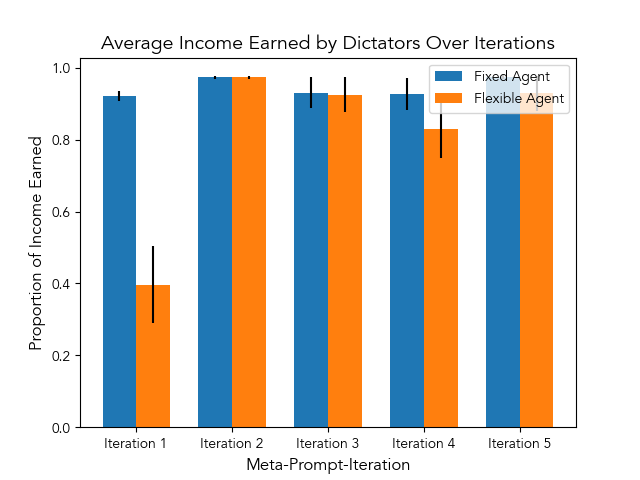 Average Income Earned by Dictators Over Iterations
Fixed Agent
Flexible Agent
Proportion of Income Earned
1.0
0.8
0.6
0.4
0.2
0.0
Iteration 1
Iteration 2
Iteration 3
Iteration 4
Iteration 5
Meta-Prompt-Iteration